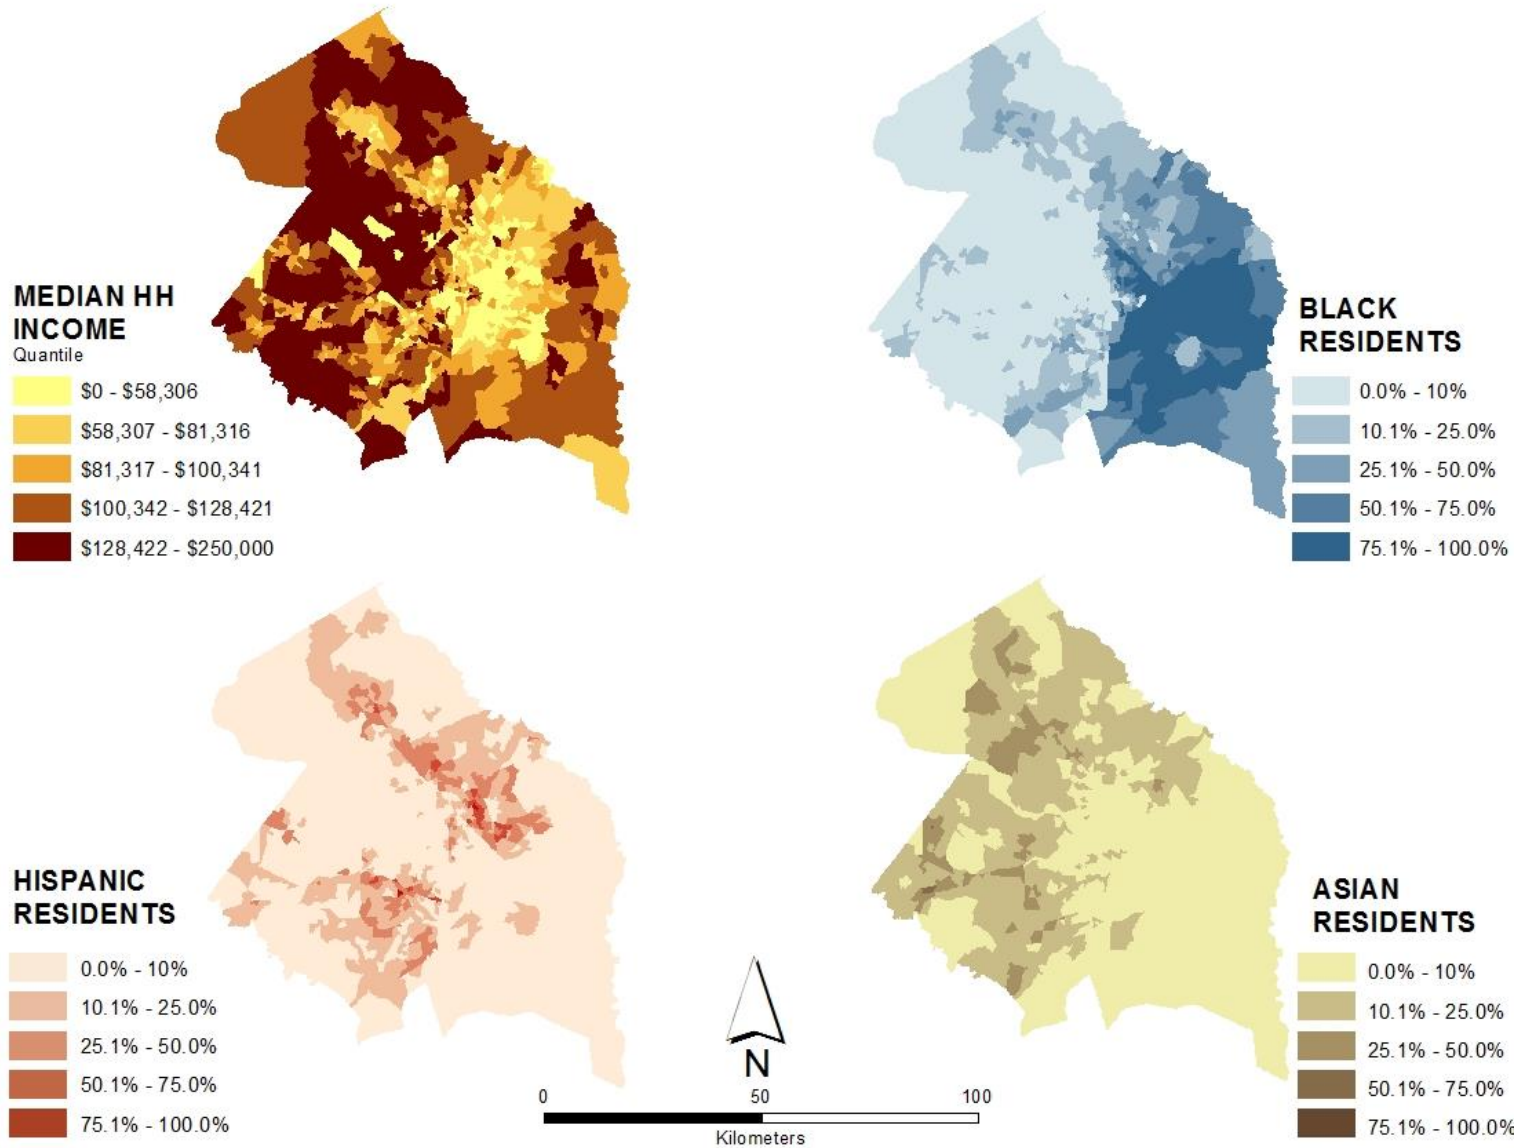 MEDIAN HH
INCOME
Quantile
$0 - $58,306
$58,307 - $81,316
$81,317 - $100,341
$100,342 - $128,421
$128,422 - $250,000
BLACK
RESIDENTS
0.0% - 10%
10.1% - 25.0%
25.1% - 50.0%
50.1% - 75.0%
75.1% - 100.0%
HISPANIC
RESIDENTS
0.0% - 10%
10.1% - 25.0%
25.1% - 50.0%
50.1% - 75.0%
75.1% - 100.0%
N
0 50 100
Kilometers
ASIAN
RESIDENTS
0.0% - 10%
10.1% - 25.0%
25.1% - 50.0%
50.1% - 75.0%
75.1% - 100.0%